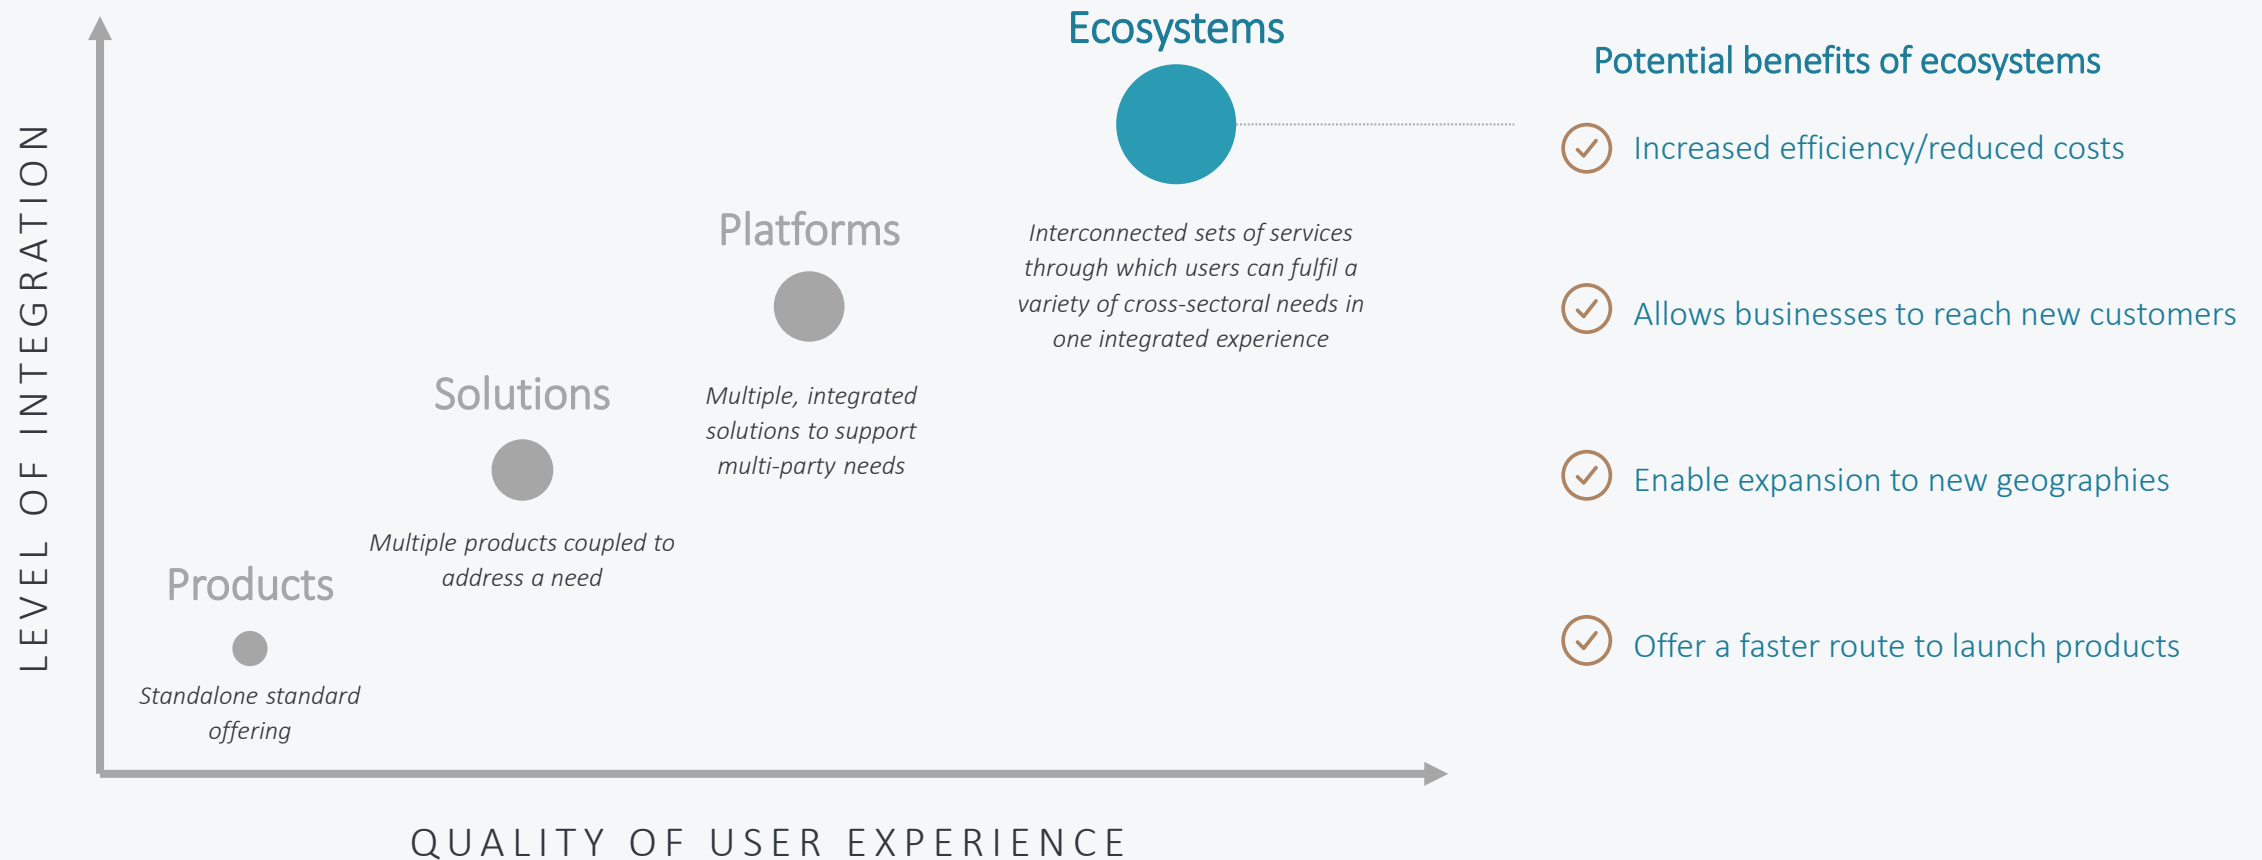 LEVEL OF INTEGRATION
Ecosystems
Interconnected sets of services
through which users can fulfil a
variety of cross-sectoral needs in
one integrated experience
Platforms
Multiple, integrated
solutions to support
multi-party needs
Solutions
Multiple products coupled to
address a need
Products
Standalone standard
offering
QUALITY OF USER EXPERIENCE
Potential benefits of ecosystems
Increased efficiency/reduced costs
Allows businesses to reach new customers
Enable expansion to new geographies
Offer a faster route to launch products